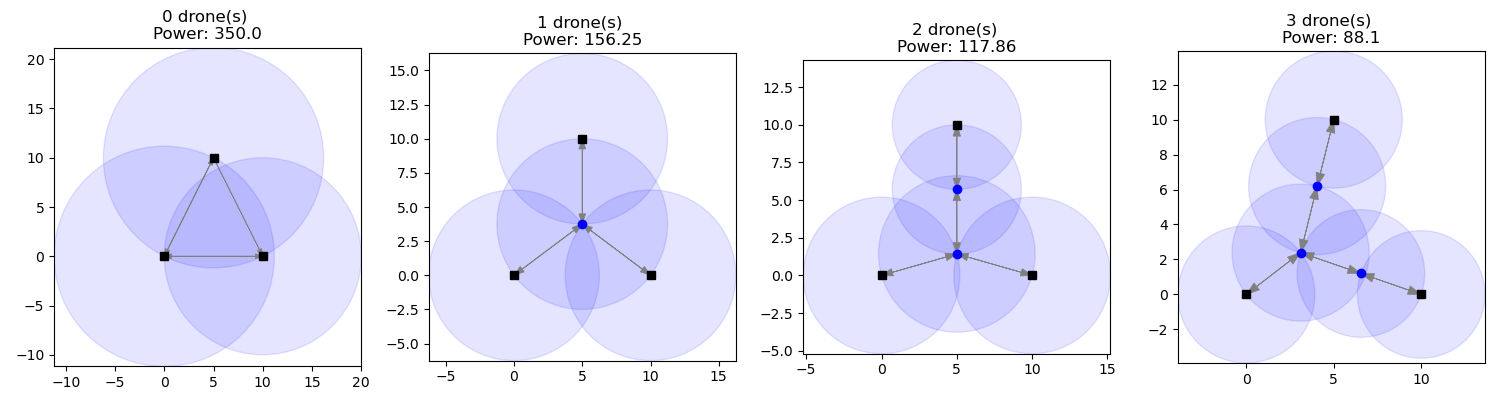 0 drone(s)
Power: 350.0
20
15
10
5
0
−5
−10
−10 −5 0 5 10 15 20
1 drone(s)
Power: 156.25
15.0
12.5
10.0
7.5
5.0
2.5
0.0
−2.5
−5.0
−5 0 5 10 15
2 drone(s)
Power: 117.86
12.5
10.0
7.5
5.0
2.5
0.0
−2.5
−5.0
−5 0 5 10 15
3 drone(s)
Power: 88.1
12
10
8
6
4
2
0
−2
0 5 10